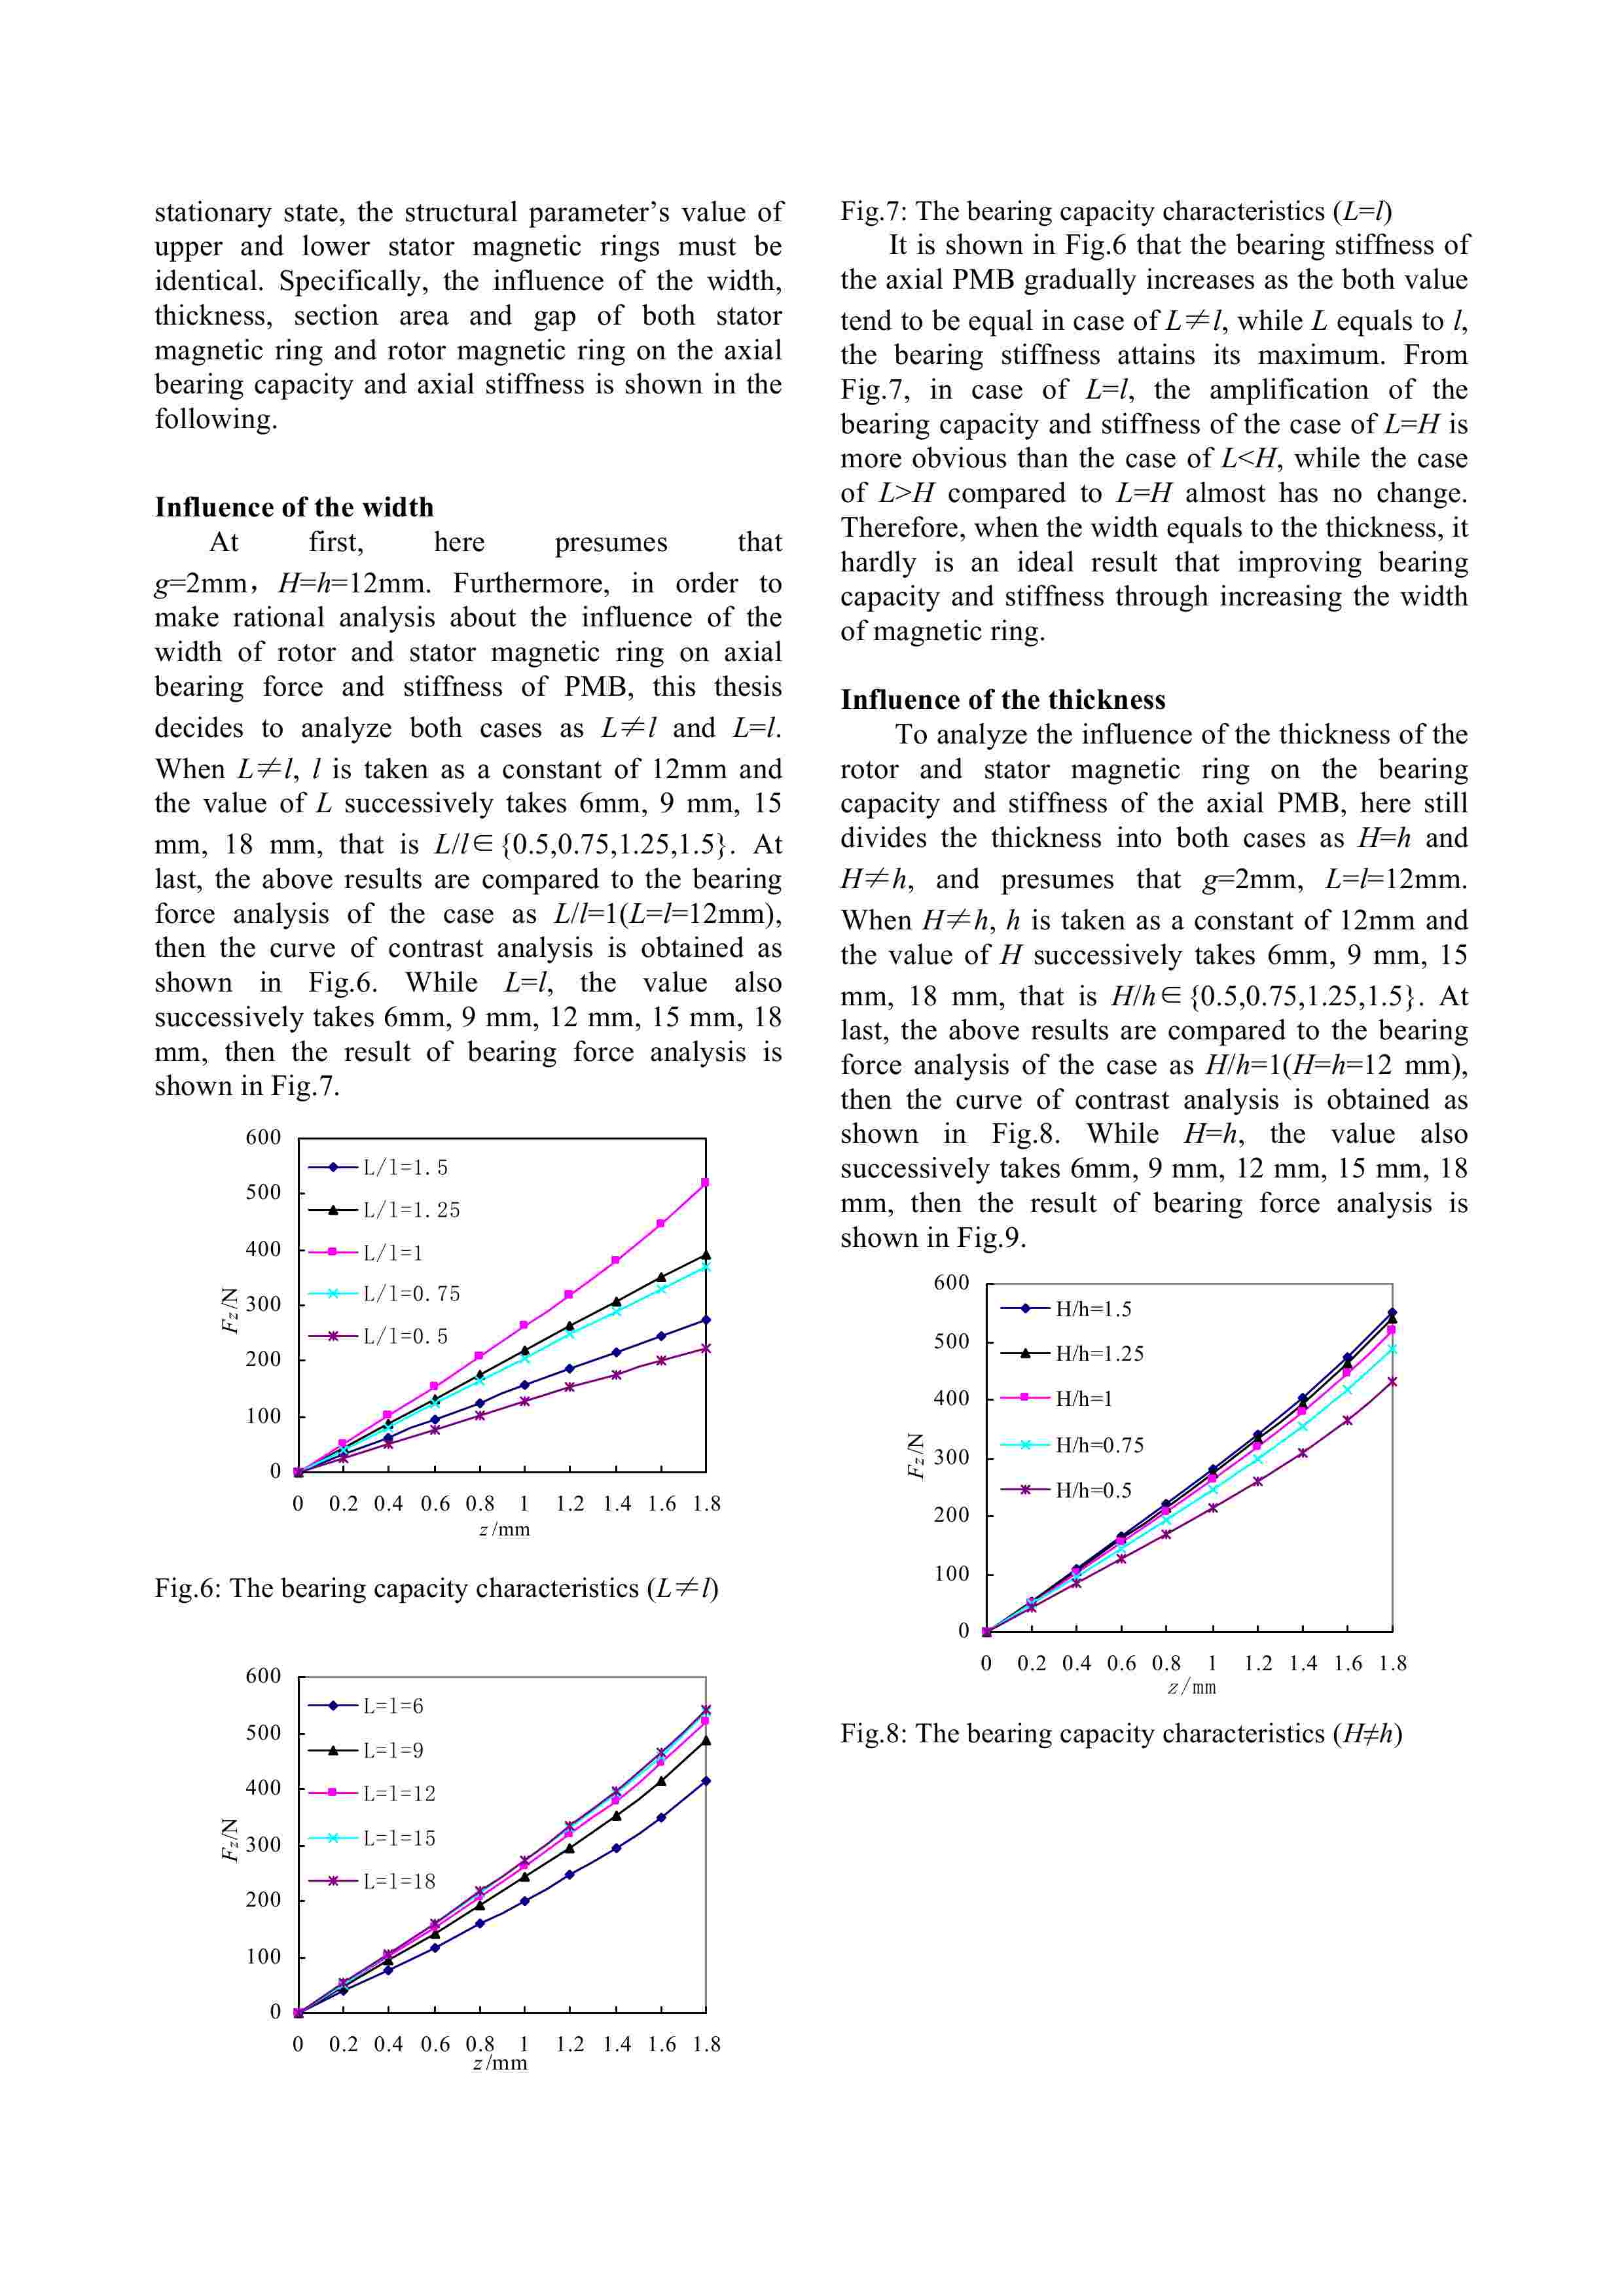 stationary state, the structural parameter’s value of
upper and lower stator magnetic rings must be
identical. Specifically, the influence of the width,
thickness, section area and gap of both stator
magnetic ring and rotor magnetic ring on the axial
bearing capacity and axial stiffness is shown in the
following.
Influence of the width
At first, here presumes that
g=2mm，H=h=12mm. Furthermore, in order to
make rational analysis about the influence of the
width of rotor and stator magnetic ring on axial
bearing force and stiffness of PMB, this thesis
decides to analyze both cases as L≠l and L=l.
When L≠l, l is taken as a constant of 12mm and
the value of L successively takes 6mm, 9 mm, 15
mm, 18 mm, that is L/l∈{0.5,0.75,1.25,1.5}. At
last, the above results are compared to the bearing
force analysis of the case as L/l=1(L=l=12mm),
then the curve of contrast analysis is obtained as
shown in Fig.6. While L=l, the value also
successively takes 6mm, 9 mm, 12 mm, 15 mm, 18
mm, then the result of bearing force analysis is
shown in Fig.7.
600
500
400
300
200
100
0
Fz/N
L/l=1.5
L/l=1.25
L/l=1
L/l=0.75
L/l=0.5
0 0.2 0.4 0.6 0.8 1 1.2 1.4 1.6 1.8
z/mm
Fig.6: The bearing capacity characteristics (L≠l)
600
500
400
300
200
100
0
Fz/N
L=l=6
L=l=9
L=l=12
L=l=15
L=l=18
0 0.2 0.4 0.6 0.8 1 1.2 1.4 1.6 1.8
z/mm
Fig.7: The bearing capacity characteristics (L=l)
It is shown in Fig.6 that the bearing stiffness of
the axial PMB gradually increases as the both value
tend to be equal in case of L≠l, while L equals to l,
the bearing stiffness attains its maximum. From
Fig.7, in case of L=l, the amplification of the
bearing capacity and stiffness of the case of L=H is
more obvious than the case of L<H, while the case
of L>H compared to L=H almost has no change.
Therefore, when the width equals to the thickness, it
hardly is an ideal result that improving bearing
capacity and stiffness through increasing the width
of magnetic ring.
Influence of the thickness
To analyze the influence of the thickness of the
rotor and stator magnetic ring on the bearing
capacity and stiffness of the axial PMB, here still
divides the thickness into both cases as H=h and
H≠h, and presumes that g=2mm, L=l=12mm.
When H≠h, h is taken as a constant of 12mm and
the value of H successively takes 6mm, 9 mm, 15
mm, 18 mm, that is H/h∈{0.5,0.75,1.25,1.5}. At
last, the above results are compared to the bearing
force analysis of the case as H/h=1(H=h=12 mm),
then the curve of contrast analysis is obtained as
shown in Fig.8. While H=h, the value also
successively takes 6mm, 9 mm, 12 mm, 15 mm, 18
mm, then the result of bearing force analysis is
shown in Fig.9.
600
500
400
300
200
100
0
Fz/N
H/h=1.5
H/h=1.25
H/h=1
H/h=0.75
H/h=0.5
0 0.2 0.4 0.6 0.8 1 1.2 1.4 1.6 1.8
z/mm
Fig.8: The bearing capacity characteristics (H≠h)